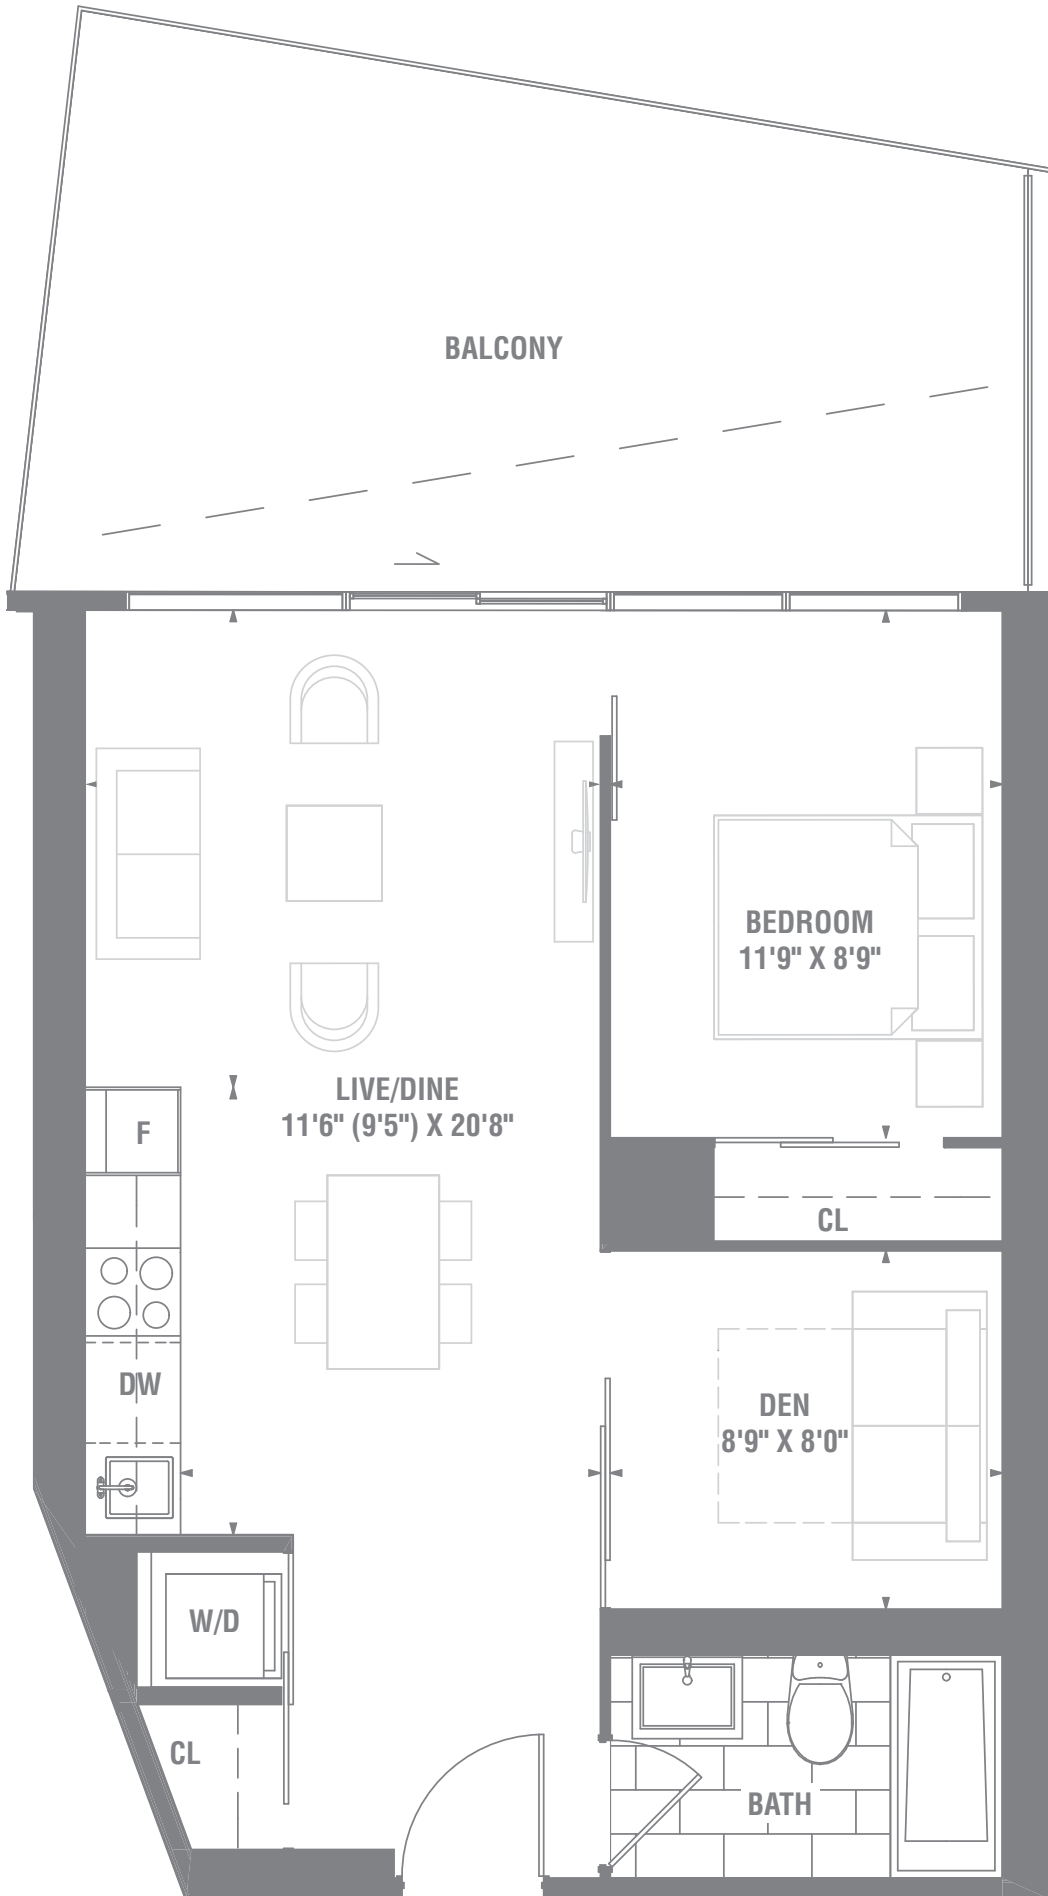 BALCONY
BEDROOM
11'9" X 8'9"
LIVE/DINE
11'6" (9'5") X 20'8"
F
CL
DW
DEN
8'9" X 8'0"
W/D
CL
BATH